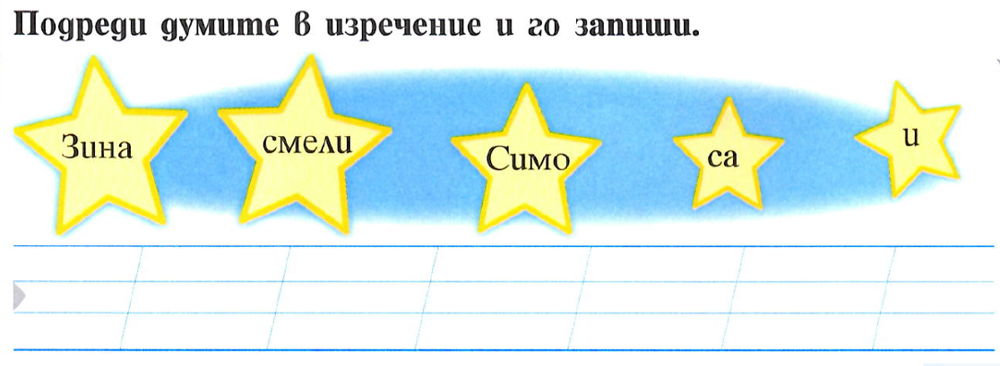 Подреди думите в изречение и го запиши.
Зина смели Симо са и